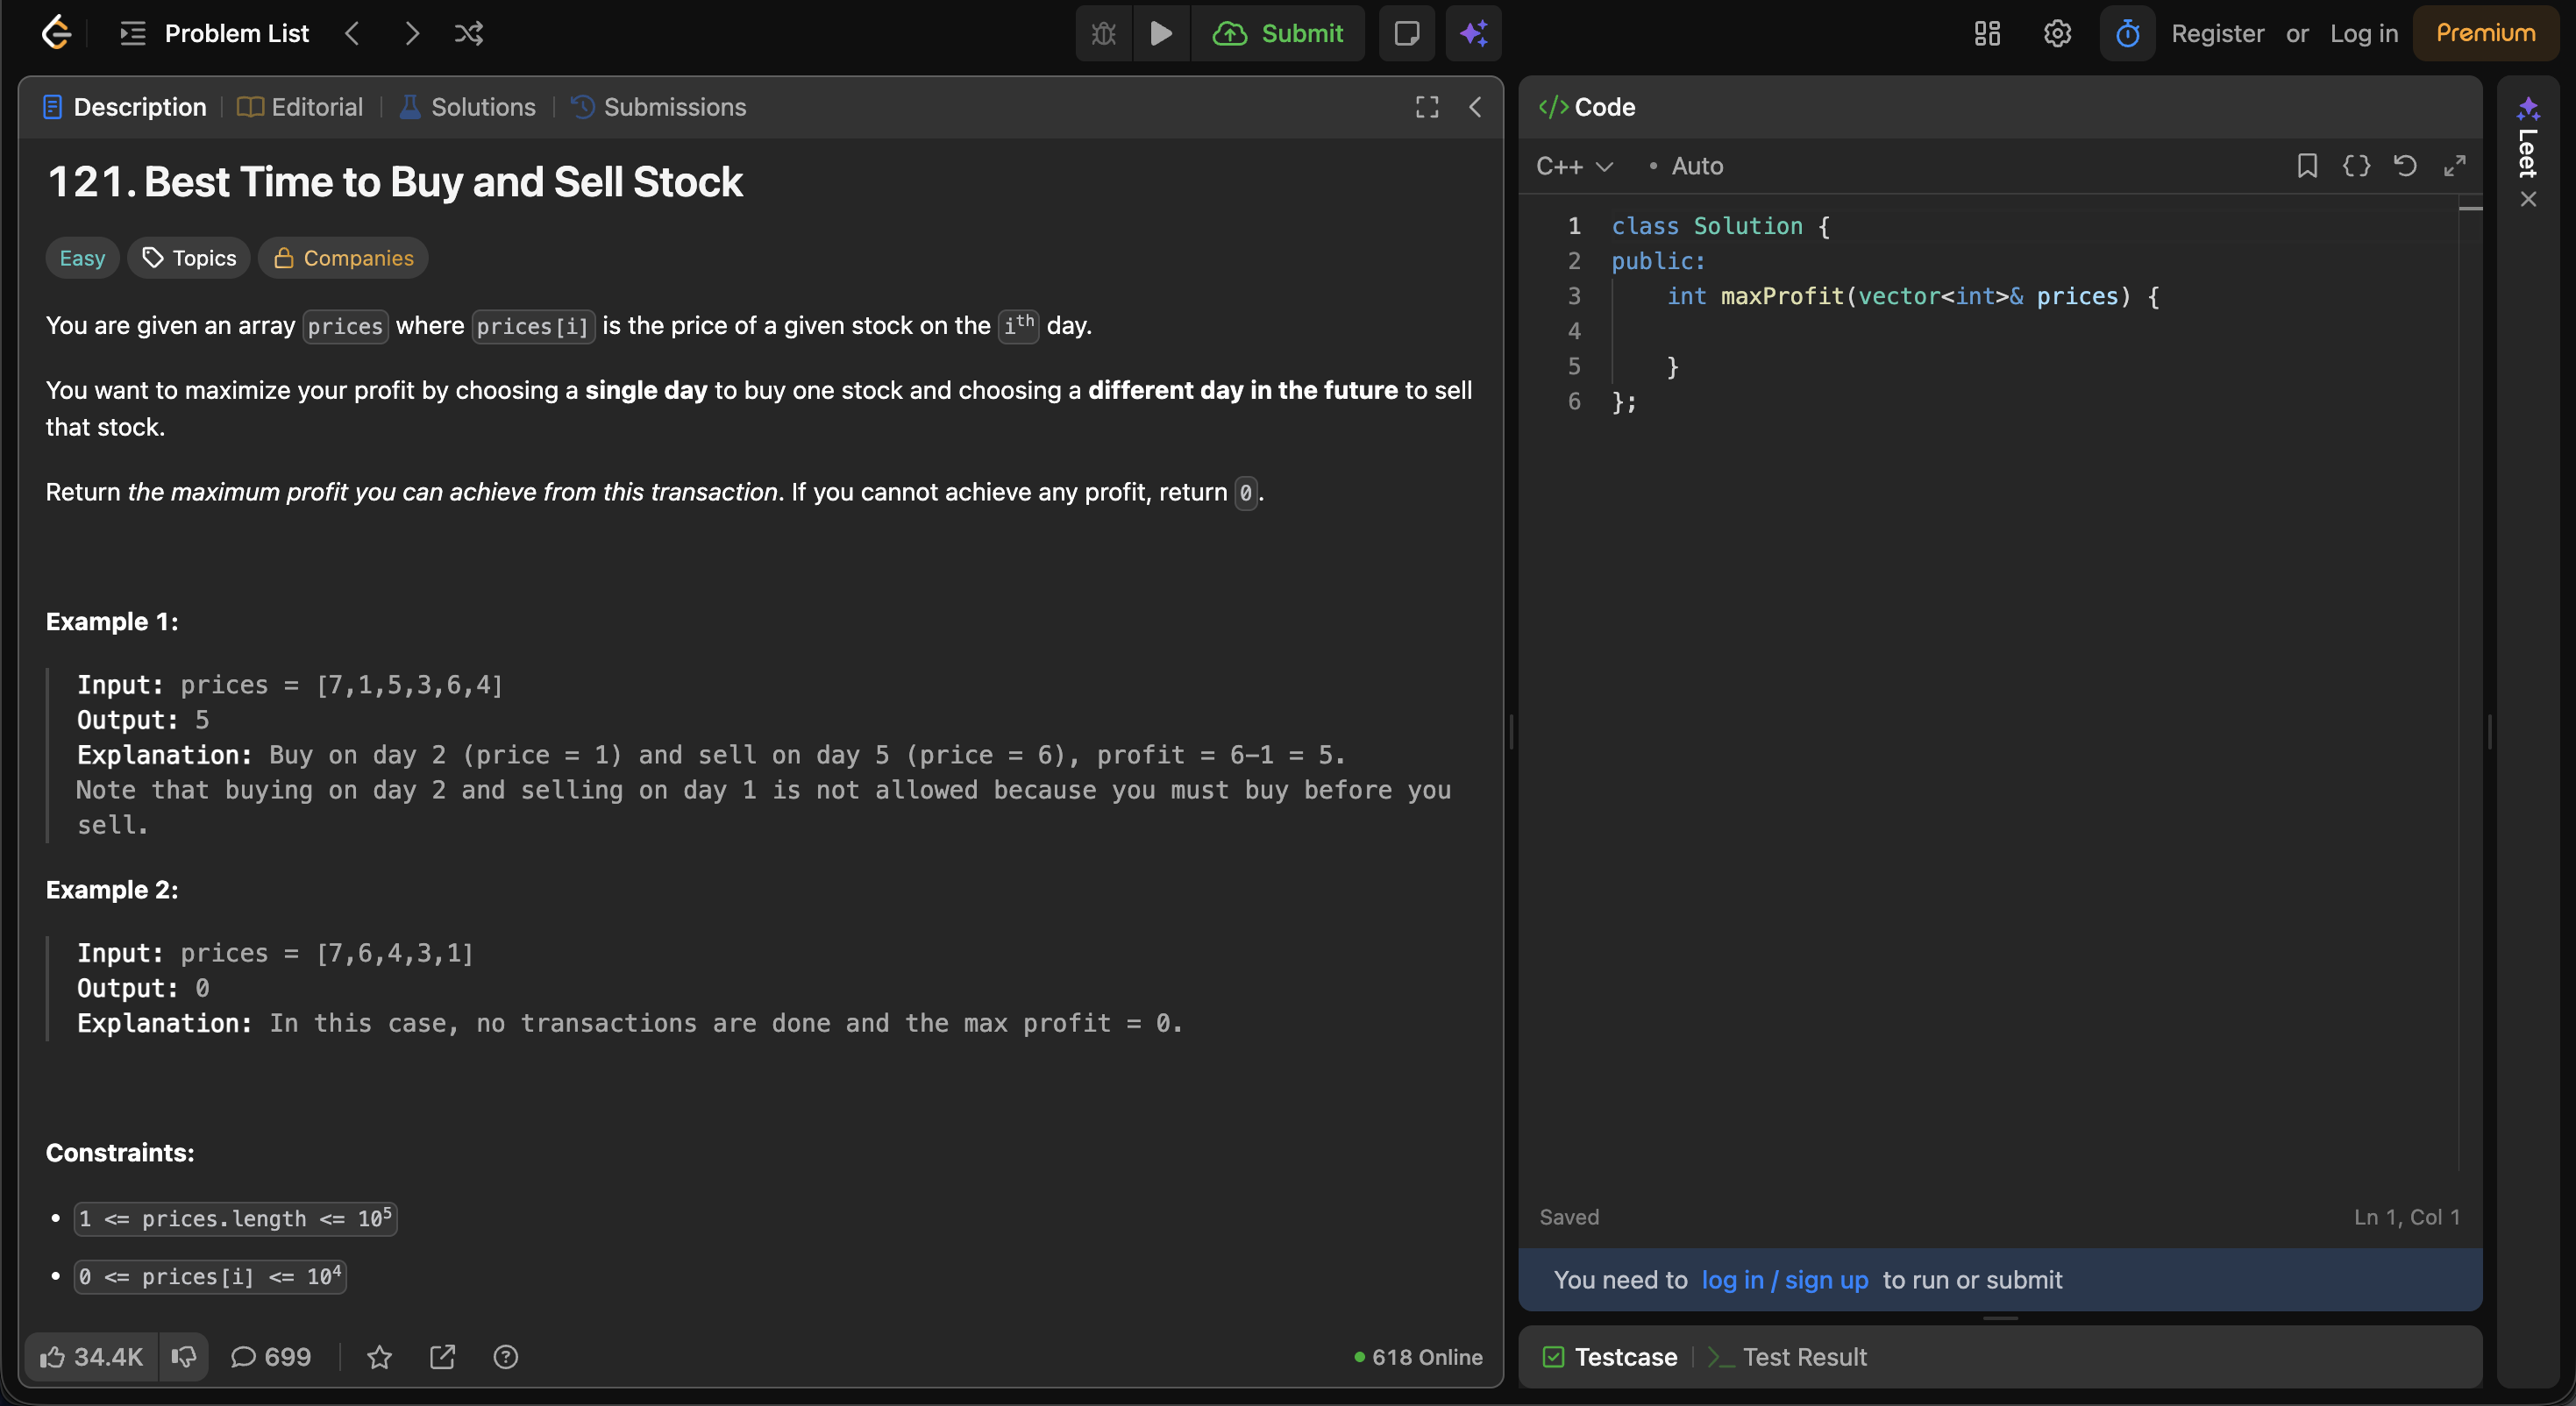 Problem List
Submit
Register or Log in
Premium
Description
Editorial
Solutions
Submissions
121. Best Time to Buy and Sell Stock
Easy
Topics
Companies
You are given an array prices where prices[i] is the price of a given stock on the ith day.
You want to maximize your profit by choosing a single day to buy one stock and choosing a different day in the future to sell
that stock.
Return the maximum profit you can achieve from this transaction. If you cannot achieve any profit, return 0.
Example 1:
Input: prices = [7,1,5,3,6,4]
Output: 5
Explanation: Buy on day 2 (price = 1) and sell on day 5 (price = 6), profit = 6-1 = 5.
Note that buying on day 2 and selling on day 1 is not allowed because you must buy before you
sell.
Example 2:
Input: prices = [7,6,4,3,1]
Output: 0
Explanation: In this case, no transactions are done and the max profit = 0.
Constraints:
• 1 <= prices.length <= 10⁵
• 0 <= prices[i] <= 10⁴
34.4K
699
618 Online
</> Code
C++
• Auto
1 class Solution {
2 public:
3     int maxProfit(vector<int>& prices) {
4
5     }
6 };
Saved
Ln 1, Col 1
You need to log in / sign up to run or submit
Testcase
Test Result
Leet